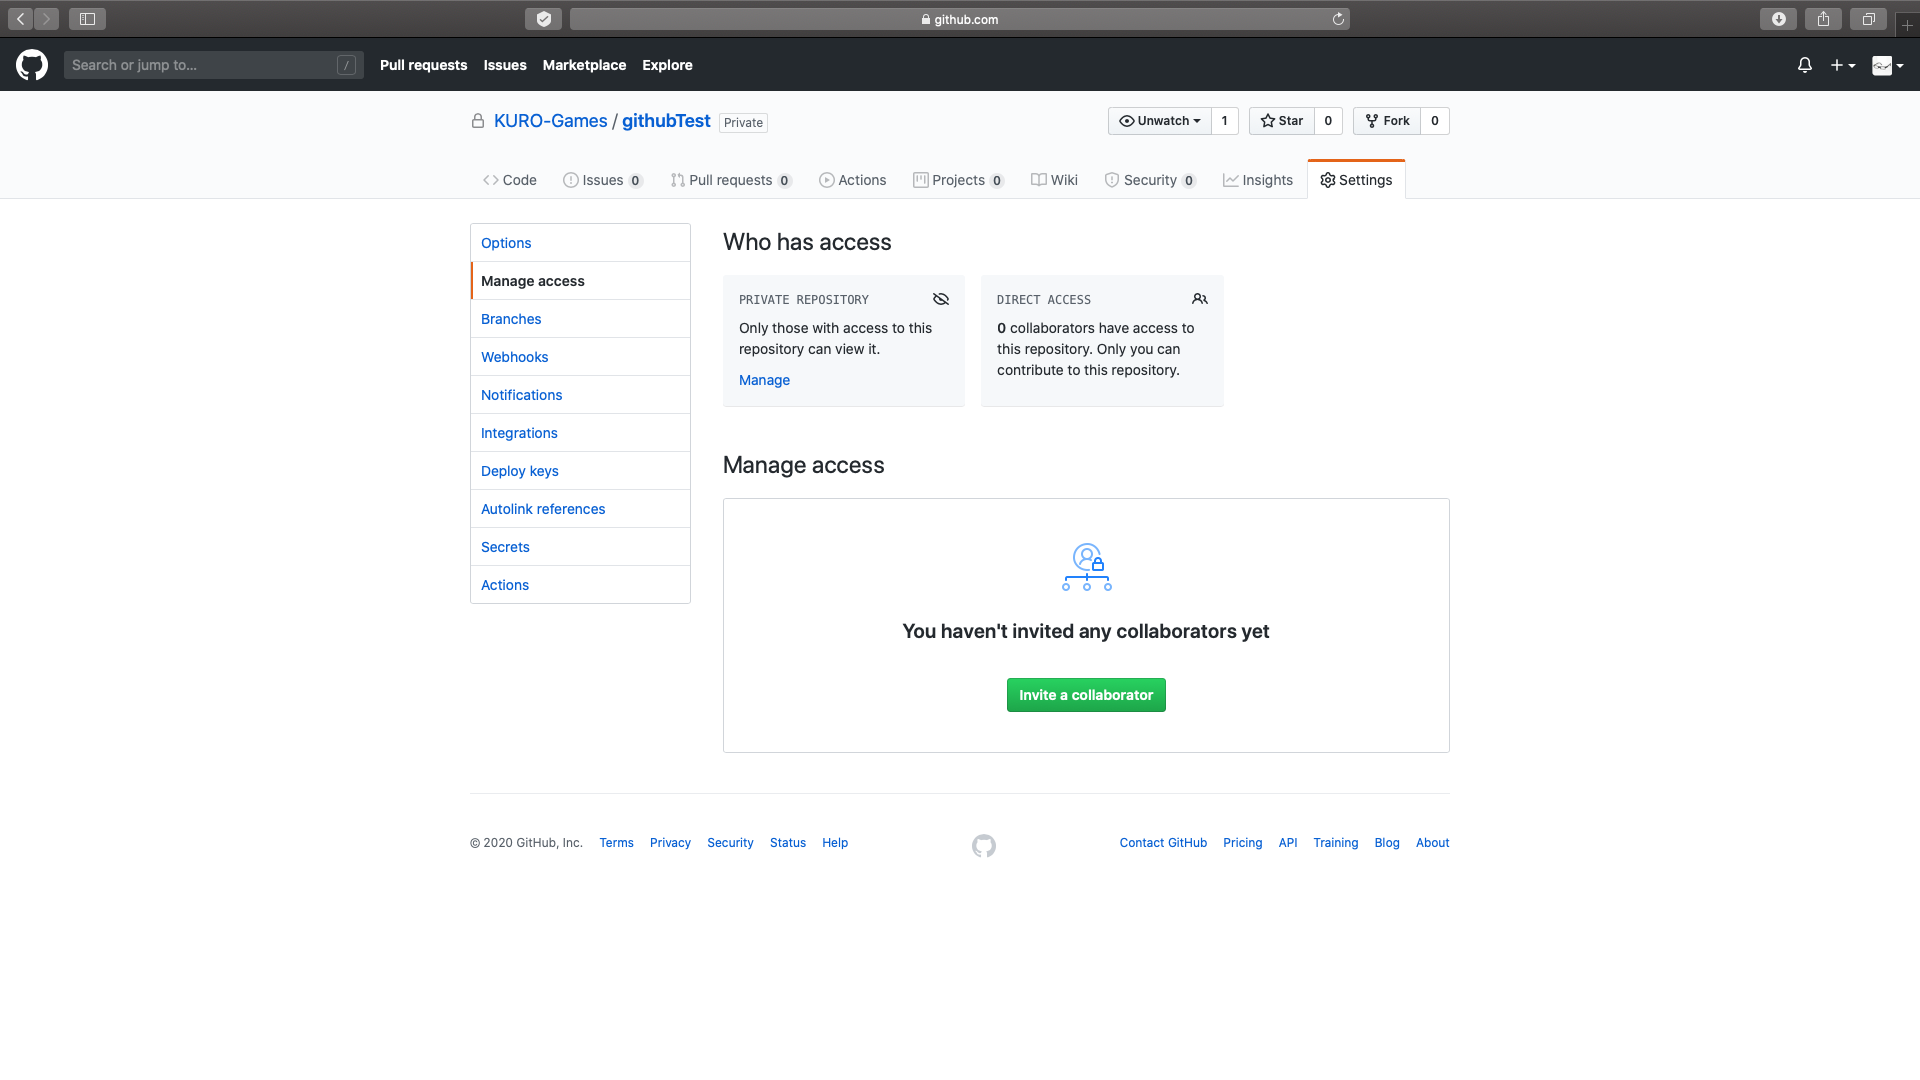 github.com
Search or jump to... /
Pull requests Issues Marketplace Explore
KURO-Games / githubTest Private
Unwatch 1 Star 0 Fork 0
Code Issues 0 Pull requests 0 Actions Projects 0 Wiki Security 0 Insights Settings
Options
Manage access
Branches
Webhooks
Notifications
Integrations
Deploy keys
Autolink references
Secrets
Actions
Who has access
PRIVATE REPOSITORY
Only those with access to this
repository can view it.
Manage
DIRECT ACCESS
0 collaborators have access to
this repository. Only you can
contribute to this repository.
Manage access
You haven't invited any collaborators yet
Invite a collaborator
© 2020 GitHub, Inc. Terms Privacy Security Status Help
Contact GitHub Pricing API Training Blog About